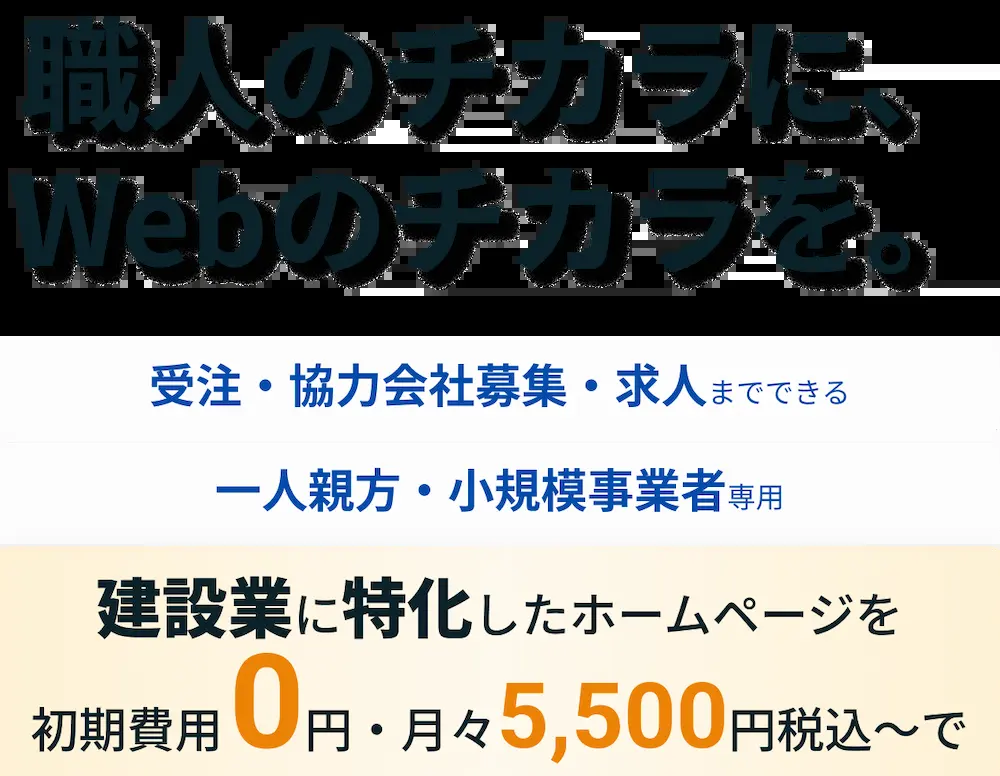 職人のチカラに、
Webのチカラを。
受注・協力会社募集・求人までできる
一人親方・小規模事業者専用
建設業に特化したホームページを
初期費用0円・月々5,500円税込〜で